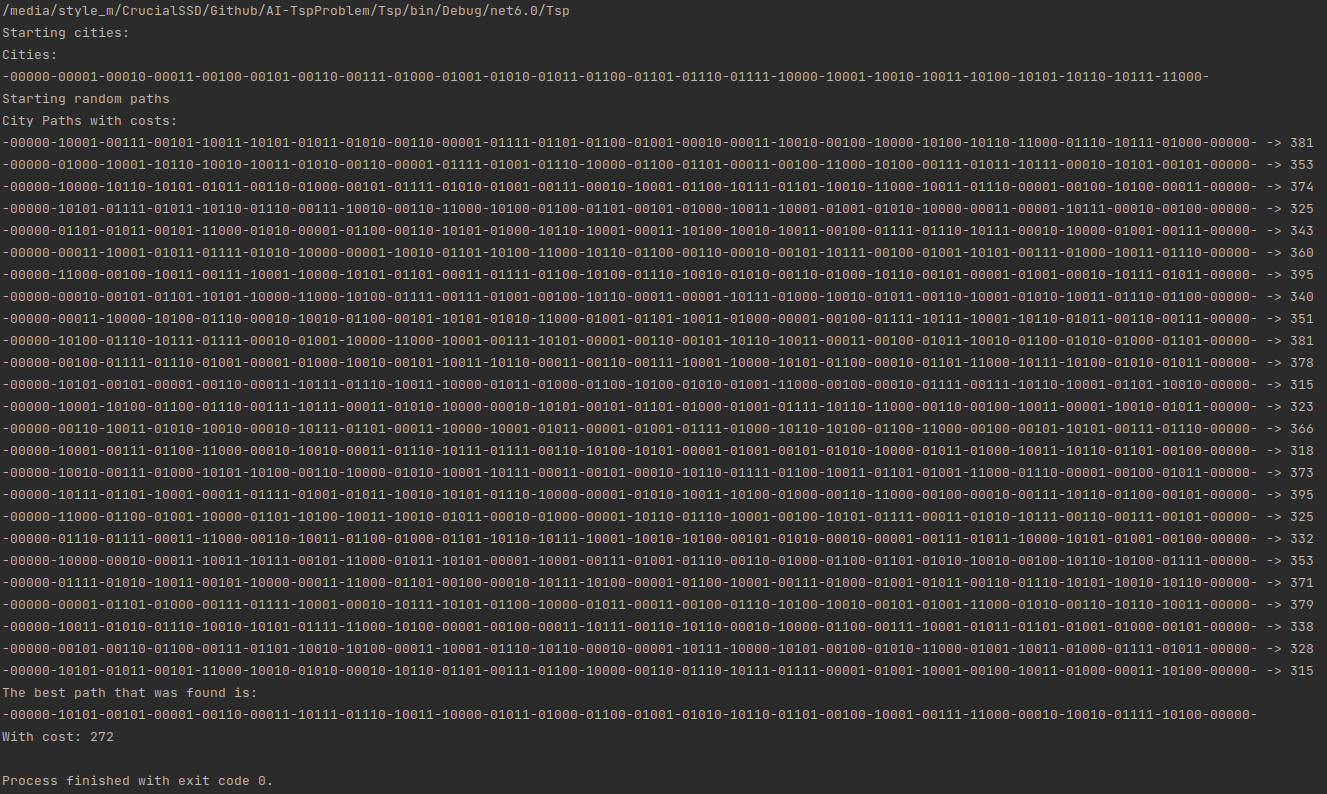 /media/style_m/CrucialSSD/Github/AI-TspProblem/Tsp/bin/Debug/net6.0/Tsp
Starting cities:
Cities:
-00000-00001-00010-00011-00100-00101-00110-00111-01000-01001-01010-01011-01100-01101-01110-01111-10000-10001-10010-10011-10100-10101-10110-10111-11000-
Starting random paths
City Paths with costs:
-00000-10001-00111-00101-10011-10101-01011-01010-00110-00001-01111-01101-01100-01001-00010-00011-10010-00100-10000-10100-10110-11000-01110-10111-01000-00000- -> 381
-00000-01000-10001-10110-10010-10011-01010-00110-00001-01111-01001-01110-10000-01100-01101-00011-00100-11000-10100-00111-01011-10111-00010-10101-00101-00000- -> 353
-00000-10000-10110-10101-01011-00110-01000-00101-01111-01010-01001-00111-00010-10001-01100-10111-01101-10010-11000-10011-01110-00001-00100-10100-00011-00000- -> 374
-00000-10101-01111-01011-10110-01110-00111-10010-00110-11000-10100-01100-01101-00101-01000-10011-10001-01001-01010-10000-00011-00001-10111-00010-00100-00000- -> 325
-00000-01101-01011-00101-11000-01010-00001-01100-00110-10101-01000-10110-10001-00011-10100-10010-10011-00100-01111-01110-10111-00010-10000-01001-00111-00000- -> 343
-00000-00011-10001-01011-01111-01010-10000-00001-10010-01101-10100-11000-10110-01100-00110-00010-00101-10111-00100-01001-10101-00111-01000-10011-01110-00000- -> 360
-00000-11000-00100-10011-00111-10001-10000-10101-01101-00011-01111-01100-10100-01110-10010-01010-00110-01000-10110-00101-00001-01001-00010-10111-01011-00000- -> 395
-00000-00010-00101-01101-10101-10000-11000-10100-01111-00111-01001-00100-10110-00011-00001-10111-01000-10010-01011-00110-10001-01010-10011-01110-01100-00000- -> 340
-00000-00011-10000-10100-01110-00010-10010-01100-00101-10101-01010-11000-01001-01101-10011-01000-00001-00100-01111-10111-10001-10110-01011-00110-00111-00000- -> 351
-00000-10100-01110-10111-01111-00010-01001-10000-11000-10001-00111-10101-00001-00110-00101-10110-10011-00011-00100-01011-10010-01100-01010-01000-01101-00000- -> 381
-00000-00100-01111-01110-01001-00001-01000-10010-00101-10011-10110-00011-00110-00111-10001-10000-10101-01100-00010-01101-11000-10111-10100-01010-01011-00000- -> 378
-00000-10101-00101-00001-00110-00011-10111-01110-10011-10000-01011-01000-01100-10100-01010-01001-11000-00100-00010-01111-00111-10110-10001-01101-10010-00000- -> 315
-00000-10001-10100-01100-01110-00111-10111-00011-01010-10000-00010-10101-00101-01101-01000-01001-01111-10110-11000-00110-00100-10011-00001-10010-01011-00000- -> 323
-00000-00110-10011-01010-10010-00010-10111-01101-00011-10000-10001-01011-00001-01001-01111-01000-10110-10100-01100-11000-00100-00101-10101-00111-01110-00000- -> 366
-00000-10001-00111-01100-11000-00010-10010-00011-01110-10111-01111-00110-10100-10101-00001-01001-00101-01010-10000-01011-01000-10011-10110-01101-00100-00000- -> 318
-00000-10010-00111-01000-10101-10100-00110-10000-01010-10001-10111-00011-00101-00010-10110-01111-01100-10011-01101-01001-11000-01110-00001-00100-01011-00000- -> 373
-00000-10111-01101-10001-00011-01111-01001-01011-10010-10101-01110-10000-00001-01010-10011-10100-01000-00110-11000-00100-00010-00111-10110-01100-00101-00000- -> 395
-00000-11000-01100-01001-10000-01101-10100-10011-10010-01011-00010-01000-00001-10110-01110-10001-00100-10101-01111-00011-01010-10111-00110-00111-00101-00000- -> 325
-00000-01110-01111-00011-11000-00110-10011-01100-01000-01101-10110-10111-10001-10010-10100-00101-01010-00010-00001-00111-01011-10000-10101-01001-00100-00000- -> 332
-00000-10000-00010-00011-10011-10111-00101-11000-01011-10101-00001-10001-00111-01001-01110-00110-01000-01100-01101-01010-10010-00100-10110-10100-01111-00000- -> 353
-00000-01111-01010-10011-00101-10000-00011-11000-01101-00100-00010-10111-10100-00001-01100-10001-00111-01000-01001-01011-00110-01110-10101-10010-10110-00000- -> 371
-00000-00001-01101-01000-00111-01111-10001-00010-10111-10101-01100-10000-01011-00011-00100-01110-10100-10010-00101-01001-11000-01010-00110-10110-10011-00000- -> 379
-00000-10011-01010-01110-10010-10101-01111-11000-10100-00001-00100-00011-10111-00110-10110-00010-10000-01100-00111-10001-01011-01101-01001-01000-00101-00000- -> 338
-00000-00101-00110-01100-00111-01101-10010-10100-00011-10001-01110-10110-00010-00001-10111-10000-10101-00100-01010-11000-01001-10011-01000-01111-01011-00000- -> 328
-00000-10101-01011-00101-11000-10010-01010-00010-10110-01101-00111-01100-10000-00110-01110-10111-01111-00001-01001-10001-00100-10011-01000-00011-10100-00000- -> 315
The best path that was found is:
-00000-10101-00101-00001-00110-00011-10111-01110-10011-10000-01011-01000-01100-01001-01010-10110-01101-00100-10001-00111-11000-00010-10010-01111-10100-00000-
With cost: 272
Process finished with exit code 0.